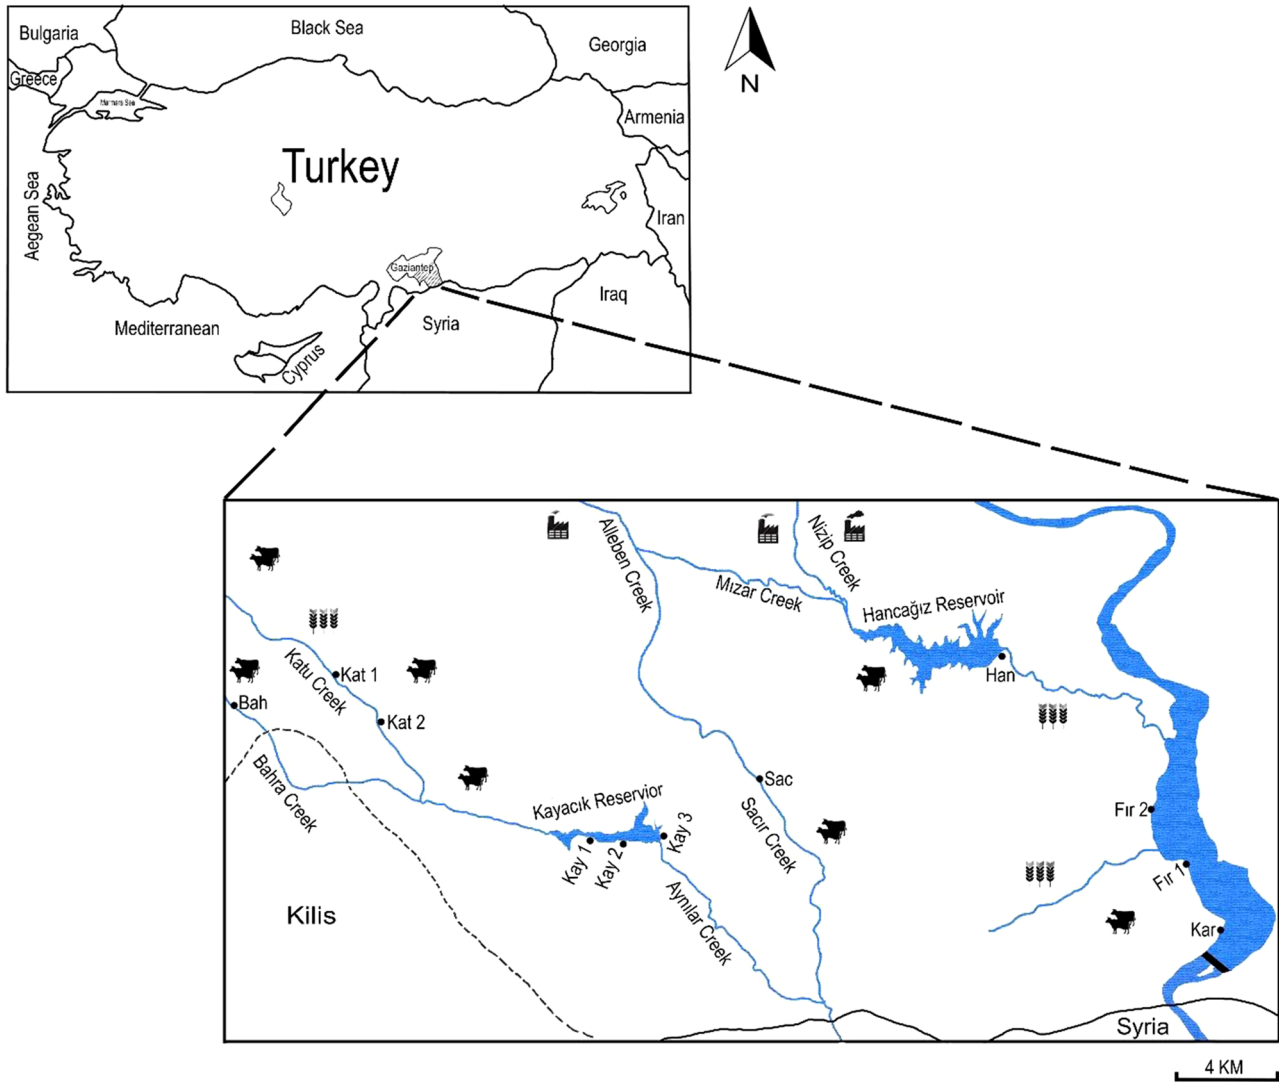 Bulgaria
Black Sea
Georgia
Greece
Marmara Sea
Armenia
N
Turkey
Aegean Sea
Iran
Gaziantep
Iraq
Mediterranean
Syria
Cyprus
Alleben Creek
Nizip Creek
Mızar Creek
Hancağız Reservoir
Katu Creek
Kat 1
Han
Bah
Kat 2
Bahra Creek
Sac
Kayacık Reservior
Sacır Creek
Fır 2
Kay 1
Kay 2
Kay 3
Fır 1
Aynılar Creek
Kilis
Kar
Syria
4 KM